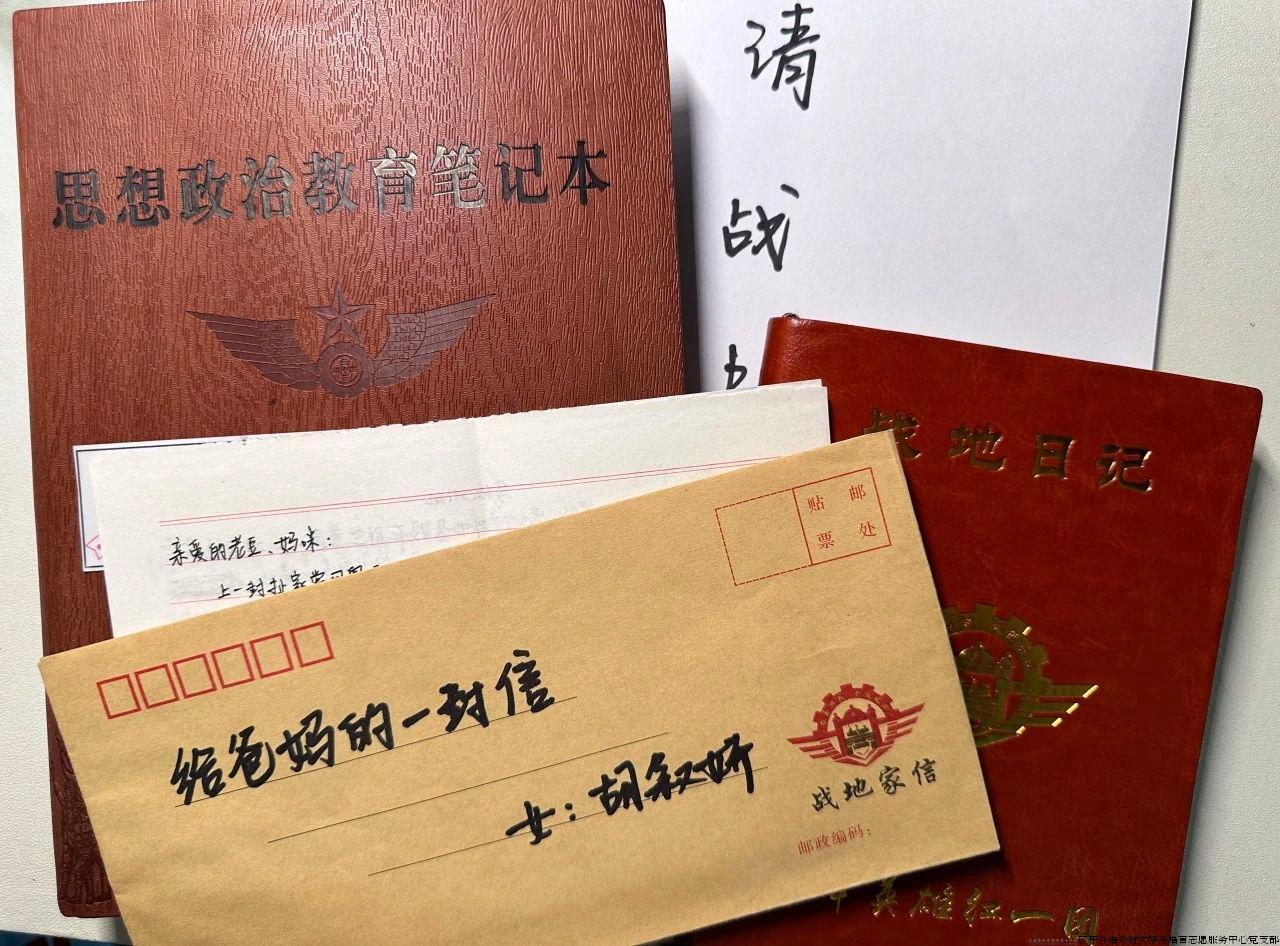 思想政治教育笔记本
请
战
战地日记
亲爱的老豆、妈咪：
上一封
贴 邮
票 处
给爸妈的一封信
女：胡叙娇
战地家信
邮政编码：
英雄红一团